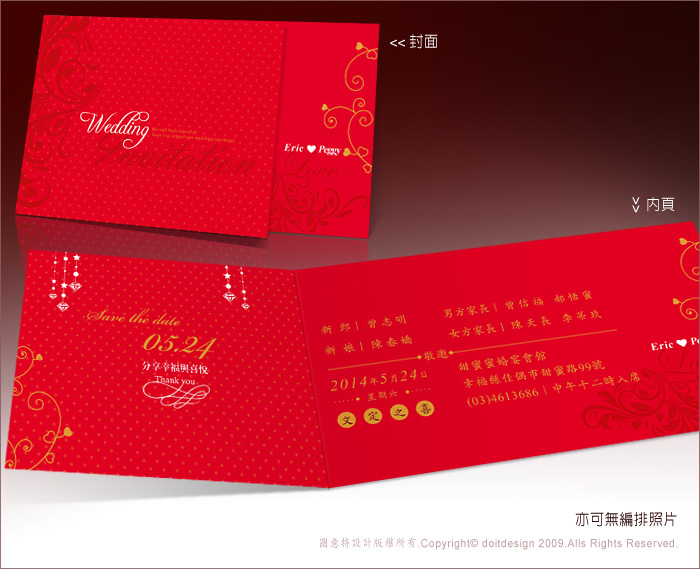 << 封面
Wedding
Invitation
Eric ♥ Peggy
Love
>> 內頁
Save the date
05.24
分享幸福與喜悅
Thank you
新 郎 | 曾志明
新 娘 | 陳春嬌
男方家長 | 曾信福 郝恬蜜
女方家長 | 陳天長 李蒂玖
敬邀
2014年5月24日
星期六
文定之喜
甜蜜蜜婚宴會館
幸福縣佳偶市甜蜜路99號
(03)4613686 | 中午十二時入席
Eric ♥
亦可無編排照片
圖意特設計版權所有.Copyright© doitdesign 2009.Alls Rights Reserved.